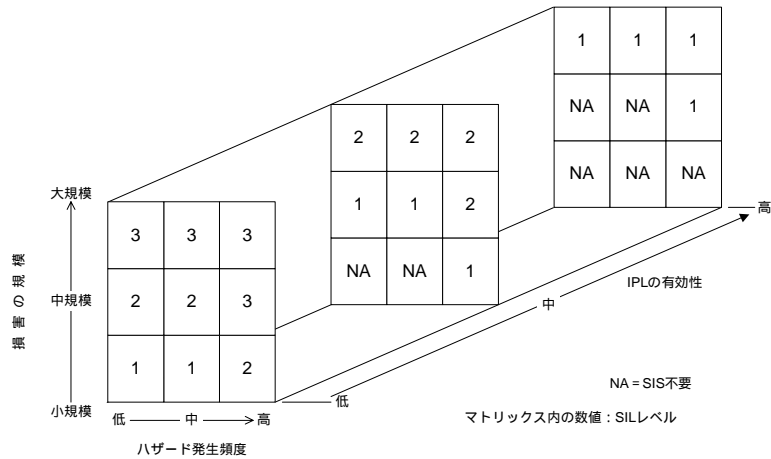 1 1 1
NA NA 1
NA NA NA
2 2 2
1 1 2
NA NA 1
3 3 3
2 2 3
1 1 2
損害の規模
大規模
中規模
小規模
低 中 高
ハザード発生頻度
低
中
高
IPLの有効性
NA = SIS不要
マトリックス内の数値：SILレベル